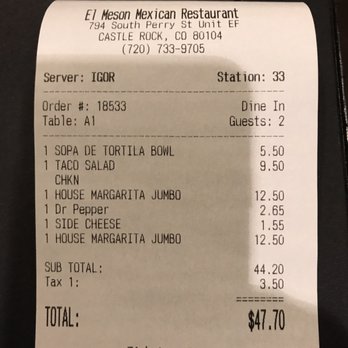 El Meson Mexican Restaurant
794 South Perry St Unit EF
CASTLE ROCK, CO 80104
(720) 733-9705
Server: IGOR Station: 33
Order #: 18533 Dine In
Table: A1 Guests: 2
1 SOPA DE TORTILA BOWL 5.50
1 TACO SALAD 9.50
CHKN
1 HOUSE MARGARITA JUMBO 12.50
1 Dr Pepper 2.65
1 SIDE CHEESE 1.55
1 HOUSE MARGARITA JUMBO 12.50
SUB TOTAL: 44.20
Tax 1: 3.50
========
TOTAL: $47.70